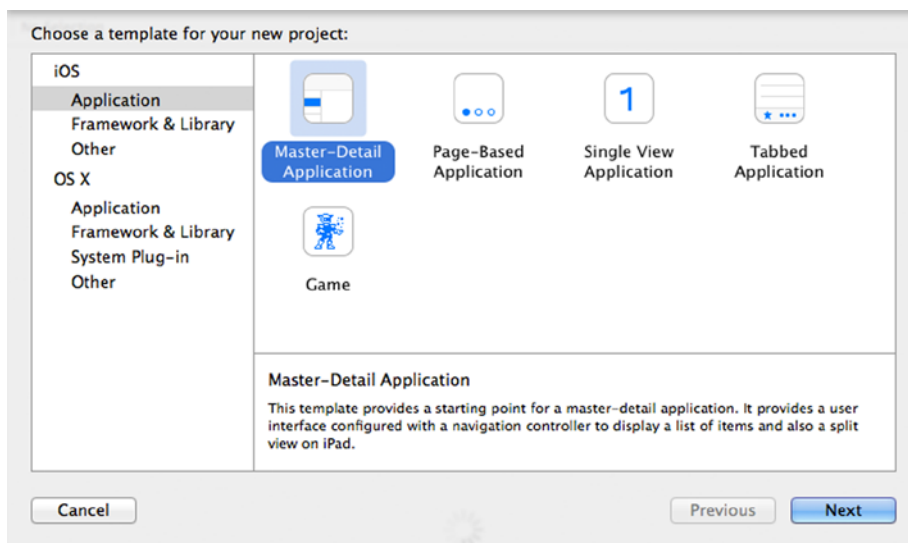 Choose a template for your new project:
iOS
Application
Framework & Library
Other
OS X
Application
Framework & Library
System Plug-in
Other
Master-Detail
Application
Page-Based
Application
Single View
Application
Tabbed
Application
1
Game
Master-Detail Application
This template provides a starting point for a master-detail application. It provides a user
interface configured with a navigation controller to display a list of items and also a split
view on iPad.
Cancel
Previous
Next